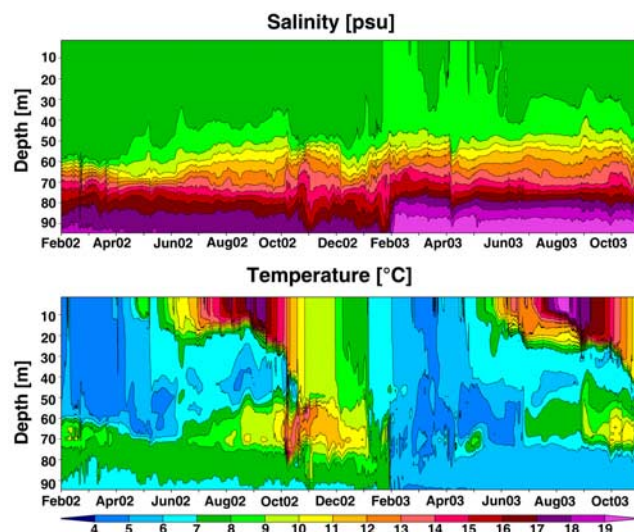 Salinity [psu]
Depth [m]
10
20
30
40
50
60
70
80
90
Feb02 Apr02 Jun02 Aug02 Oct02 Dec02 Feb03 Apr03 Jun03 Aug03 Oct03
Temperature [°C]
Depth [m]
10
20
30
40
50
60
70
80
90
Feb02 Apr02 Jun02 Aug02 Oct02 Dec02 Feb03 Apr03 Jun03 Aug03 Oct03
4 5 6 7 8 9 10 11 12 13 14 15 16 17 18 19